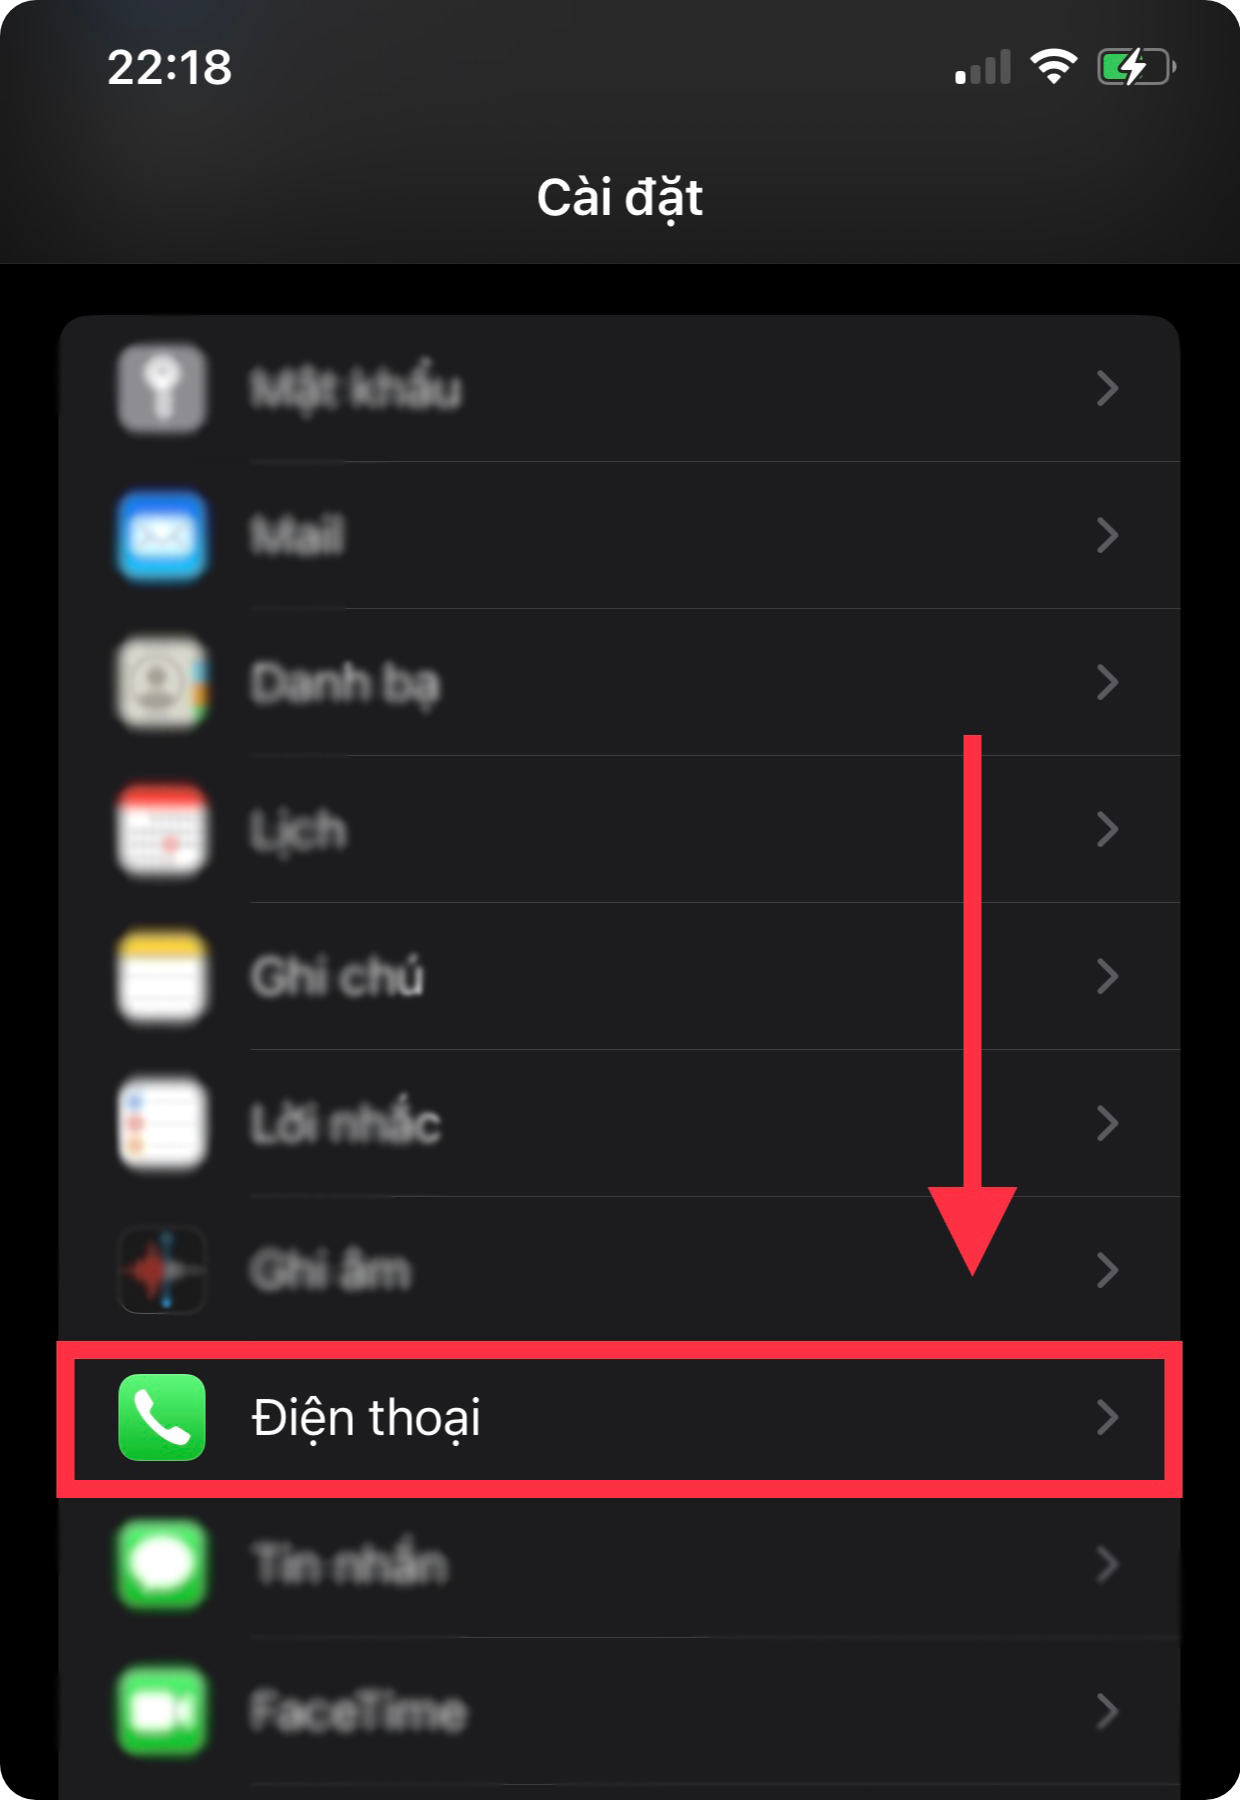 22:18
Cài đặt
Mật khẩu
Mail
Danh bạ
Lịch
Ghi chú
Lời nhắc
Ghi âm
Điện thoại
Tin nhắn
FaceTime